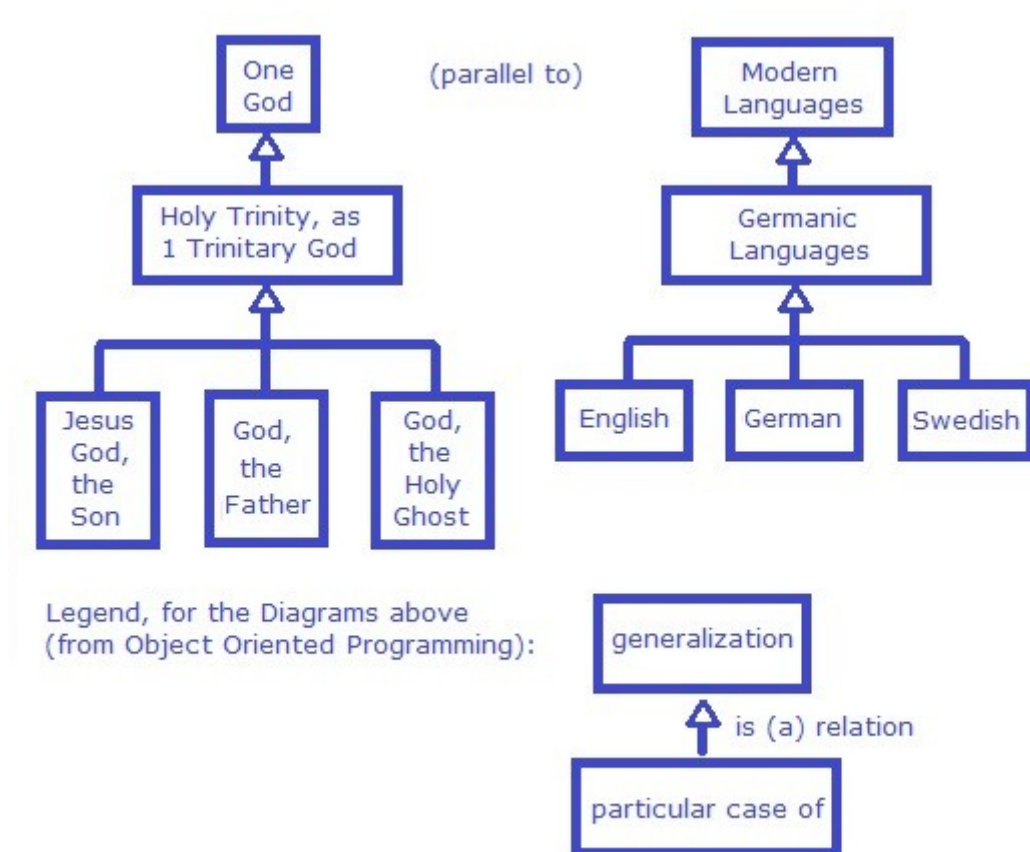 One
God
(parallel to)
Modern
Languages
Holy Trinity, as
1 Trinitary God
Germanic
Languages
Jesus
God,
the
Son
God,
the
Father
God,
the
Holy
Ghost
English
German
Swedish
Legend, for the Diagrams above
(from Object Oriented Programming):
generalization
is (a) relation
particular case of